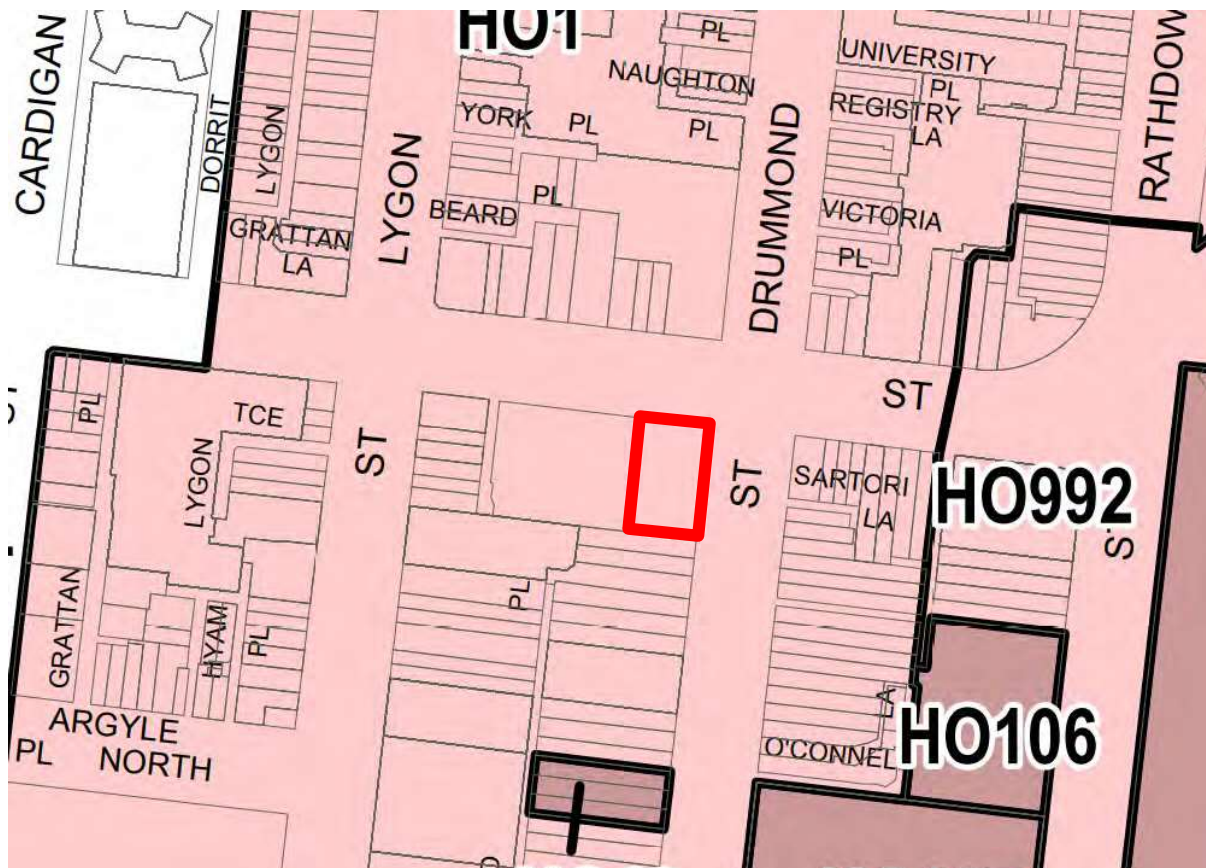 HO1
PL
NAUGHTON
PL
UNIVERSITY
PL
REGISTRY
LA
RATHDOW
CARDIGAN
DORRIT
LYGON
LYGON
YORK PL
DRUMMOND
BEARD PL
VICTORIA
PL
GRATTAN
LA
ST
PL
TCE
LYGON
ST
ST
SARTORI
LA
HO992
S
GRATTAN
HYAM
PL
PL
LA
HO106
O'CONNEL
ARGYLE
PL NORTH